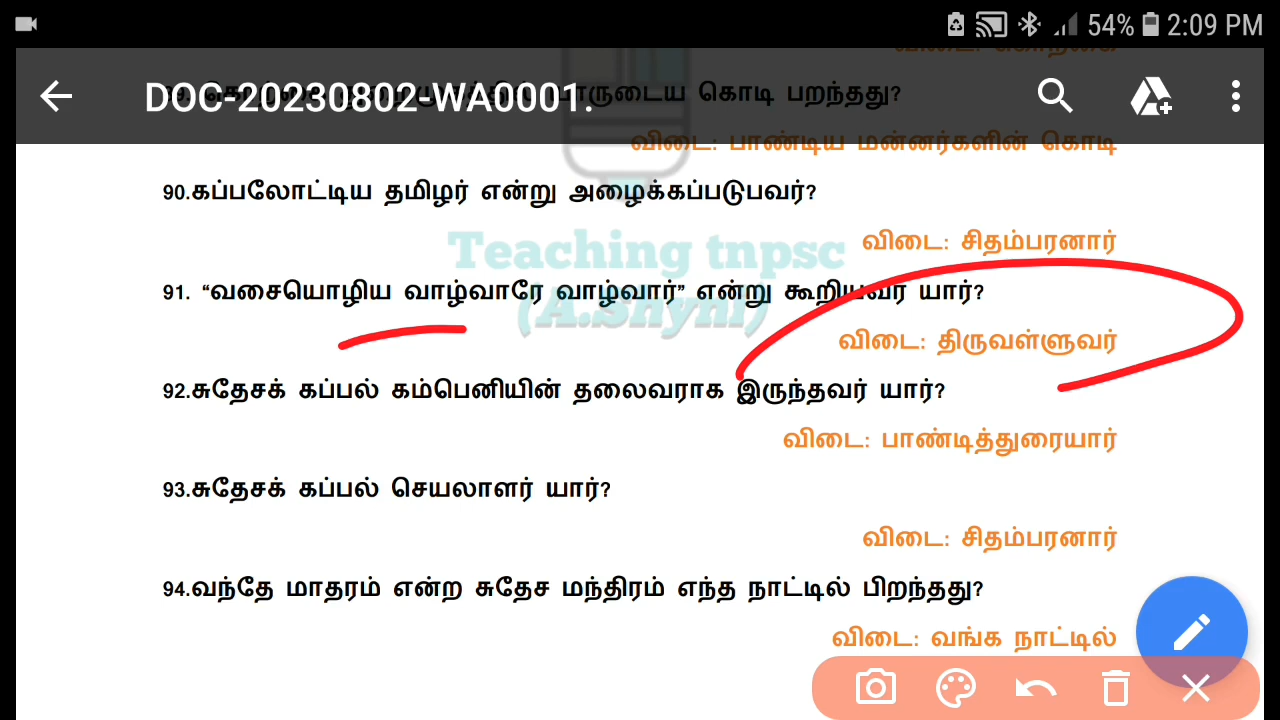 54% 2:09 PM
DOC-20230802-WA0001.
யாருடைய கொடி பறந்தது?
விடை: பாண்டிய மன்னர்களின் கொடி
90.கப்பலோட்டிய தமிழர் என்று அழைக்கப்படுபவர்?
Teaching tnpsc
விடை: சிதம்பரனார்
91. “வசையொழிய வாழ்வாரே வாழ்வார்” என்று கூறியவர் யார்?
(A.Shyni)
விடை: திருவள்ளுவர்
92.சுதேசக் கப்பல் கம்பெனியின் தலைவராக இருந்தவர் யார்?
விடை: பாண்டித்துரையார்
93.சுதேசக் கப்பல் செயலாளர் யார்?
விடை: சிதம்பரனார்
94.வந்தே மாதரம் என்ற சுதேச மந்திரம் எந்த நாட்டில் பிறந்தது?
விடை: வங்க நாட்டில்